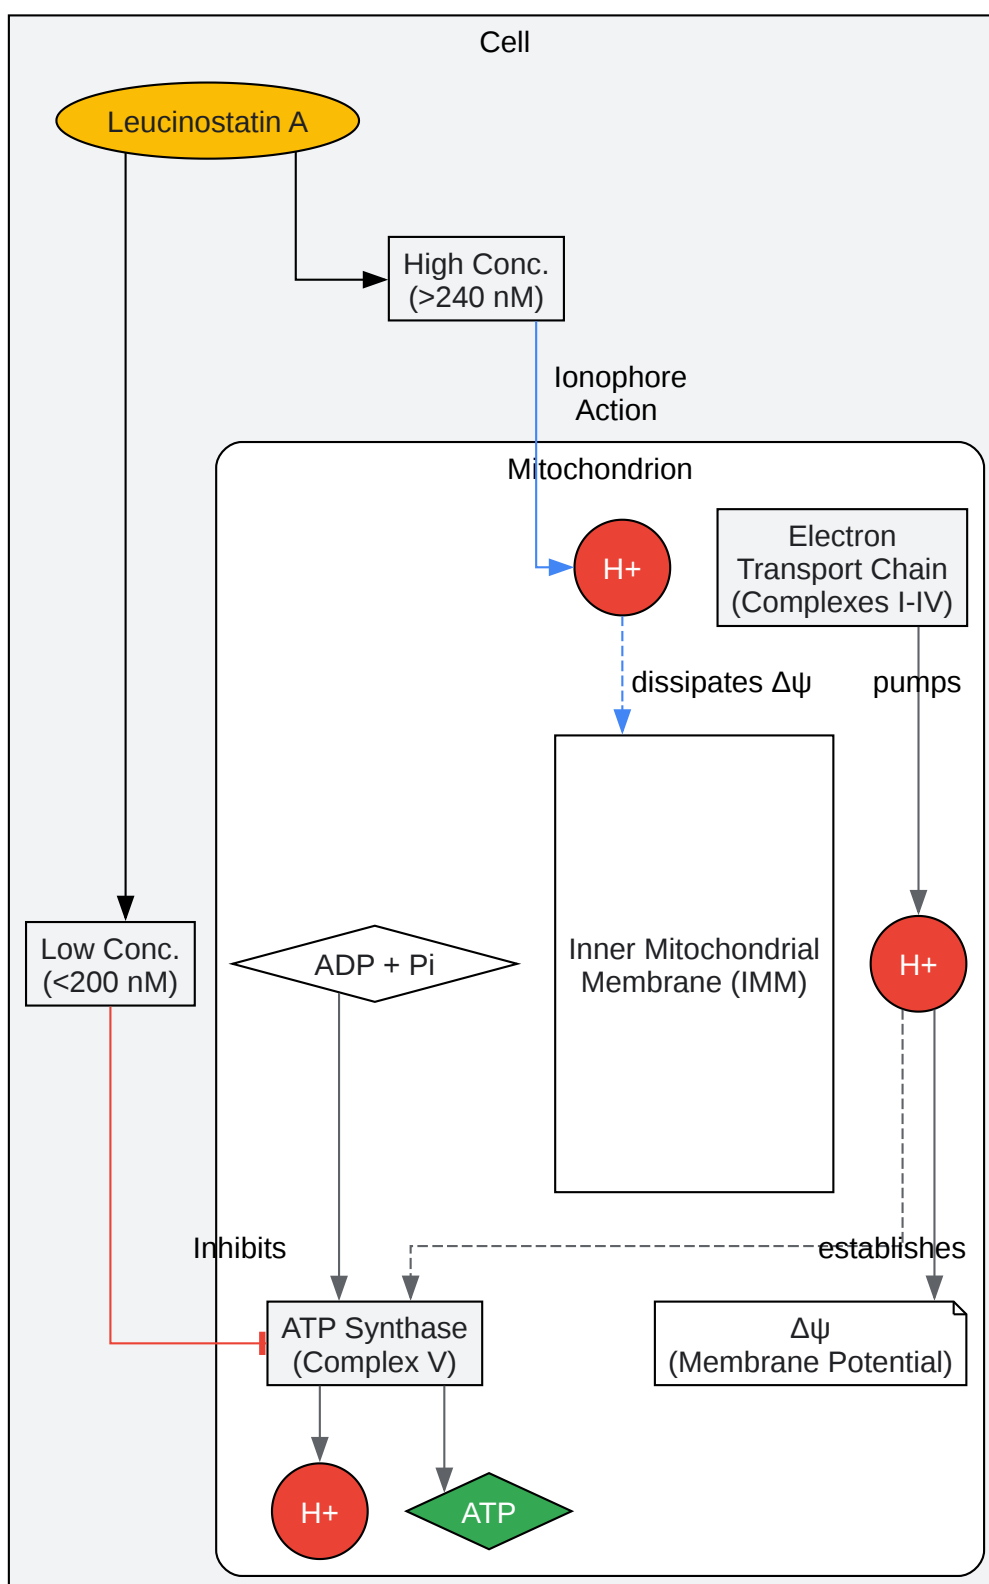 Cell
Leucinostatin A
High Conc.
(>240 nM)
Ionophore
Action
Mitochondrion
H+
Electron
Transport Chain
(Complexes I-IV)
dissipates Δψ
pumps
Low Conc.
(<200 nM)
ADP + Pi
Inner Mitochondrial
Membrane (IMM)
H+
Inhibits
establishes
ATP Synthase
(Complex V)
Δψ
(Membrane Potential)
H+
ATP